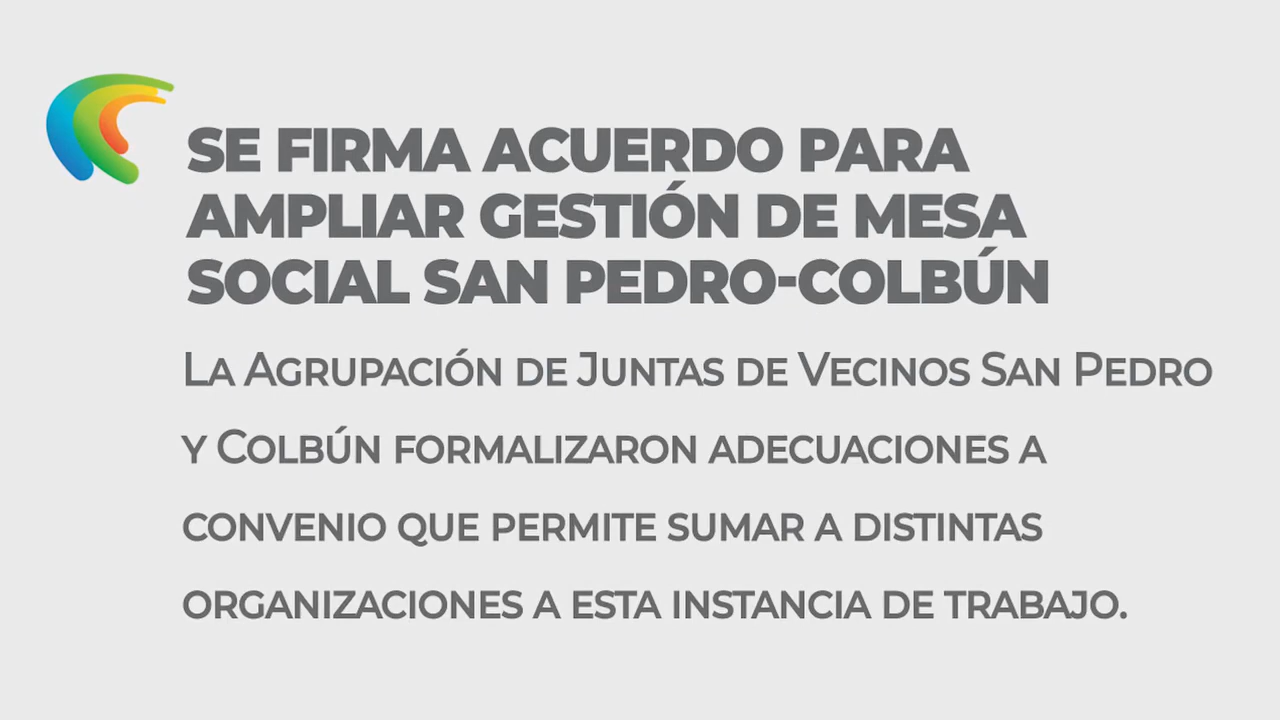 SE FIRMA ACUERDO PARA
AMPLIAR GESTIÓN DE MESA
SOCIAL SAN PEDRO-COLBÚN
La Agrupación de Juntas de Vecinos San Pedro
y Colbún formalizaron adecuaciones a
convenio que permite sumar a distintas
organizaciones a esta instancia de trabajo.